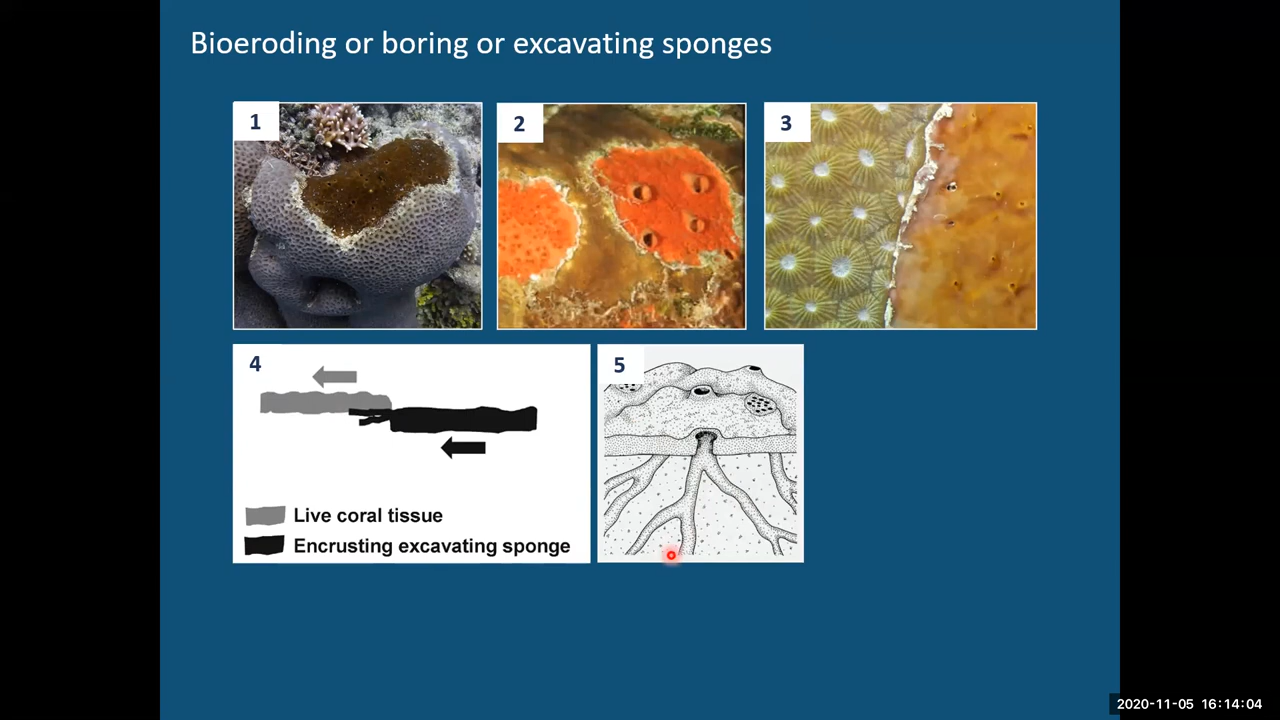 Bioeroding or boring or excavating sponges
1
2
3
4
5
Live coral tissue
Encrusting excavating sponge
2020-11-05 16:14:04